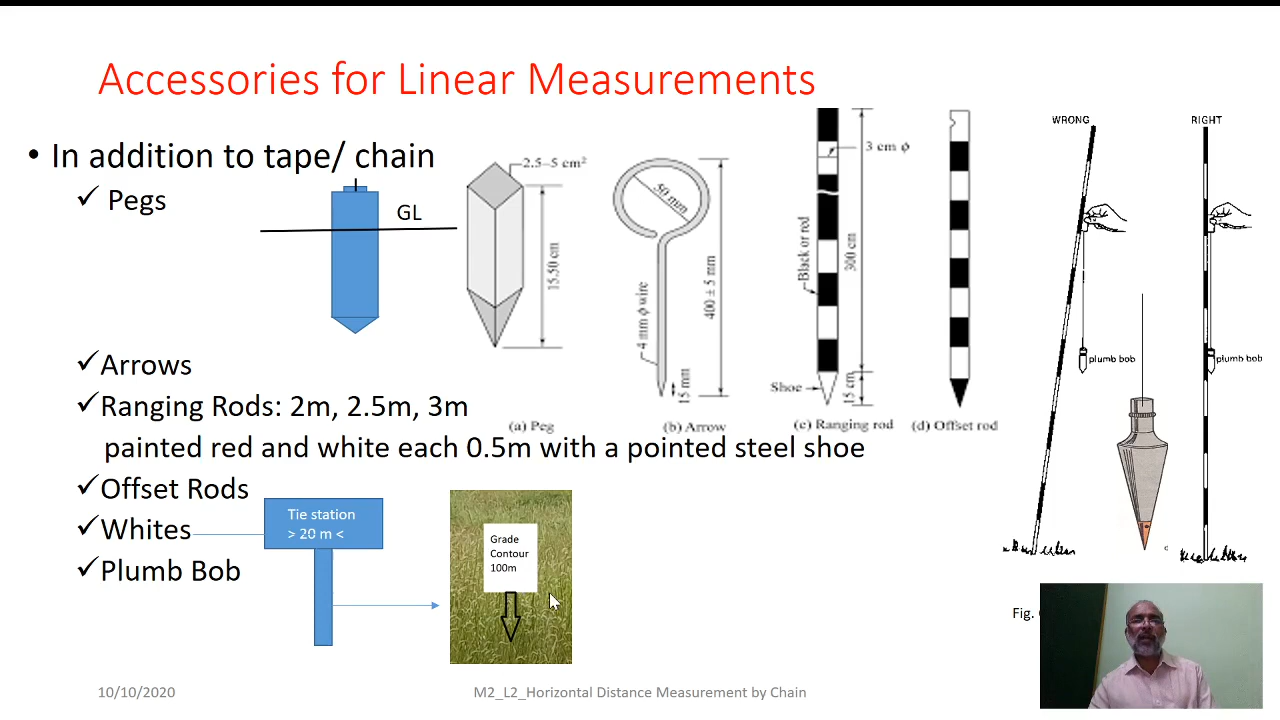 Accessories for Linear Measurements
• In addition to tape/ chain
✓ Pegs
GL
2.5–5 cm²
15.50 cm
(a) Peg
50 mm
4 mm ϕ wire
400 ± 5 mm
15 mm
(b) Arrow
3 cm ϕ
Black or red
300 cm
Shoe
15 cm
(c) Ranging rod
(d) Offset rod
WRONG
RIGHT
plumb bob
plumb bob
✓Arrows
✓Ranging Rods: 2m, 2.5m, 3m
painted red and white each 0.5m with a pointed steel shoe
✓Offset Rods
✓Whites
✓Plumb Bob
Tie station
> 20 m <
Grade
Contour
100m
c
Fig.
10/10/2020
M2_L2_Horizontal Distance Measurement by Chain